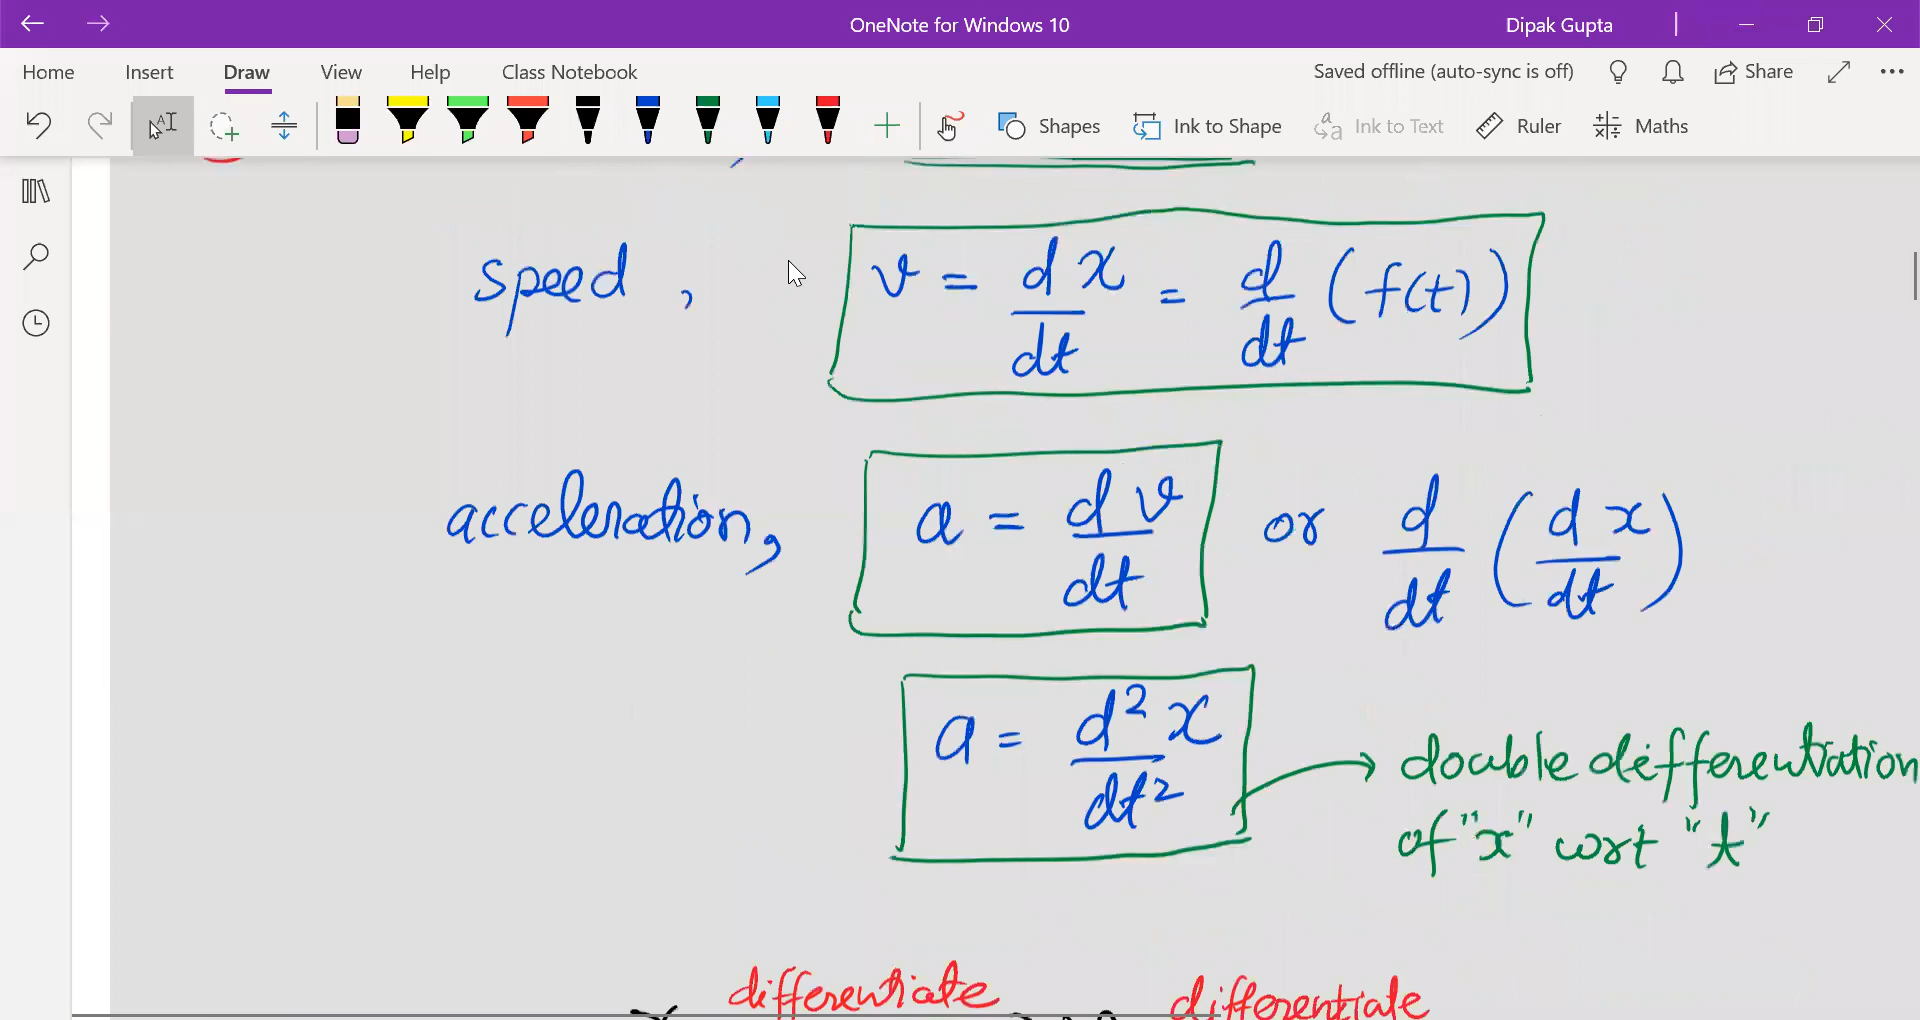 OneNote for Windows 10
Dipak Gupta
Home Insert Draw View Help Class Notebook
Saved offline (auto-sync is off) Share
Shapes Ink to Shape Ink to Text Ruler Maths
speed, v = dx/dt = d/dt (f(t))
acceleration, a = dv/dt or d/dt (dx/dt)
a = d²x/dt² → double differentiation
of "x" wrt "t"
differentiate differentiate